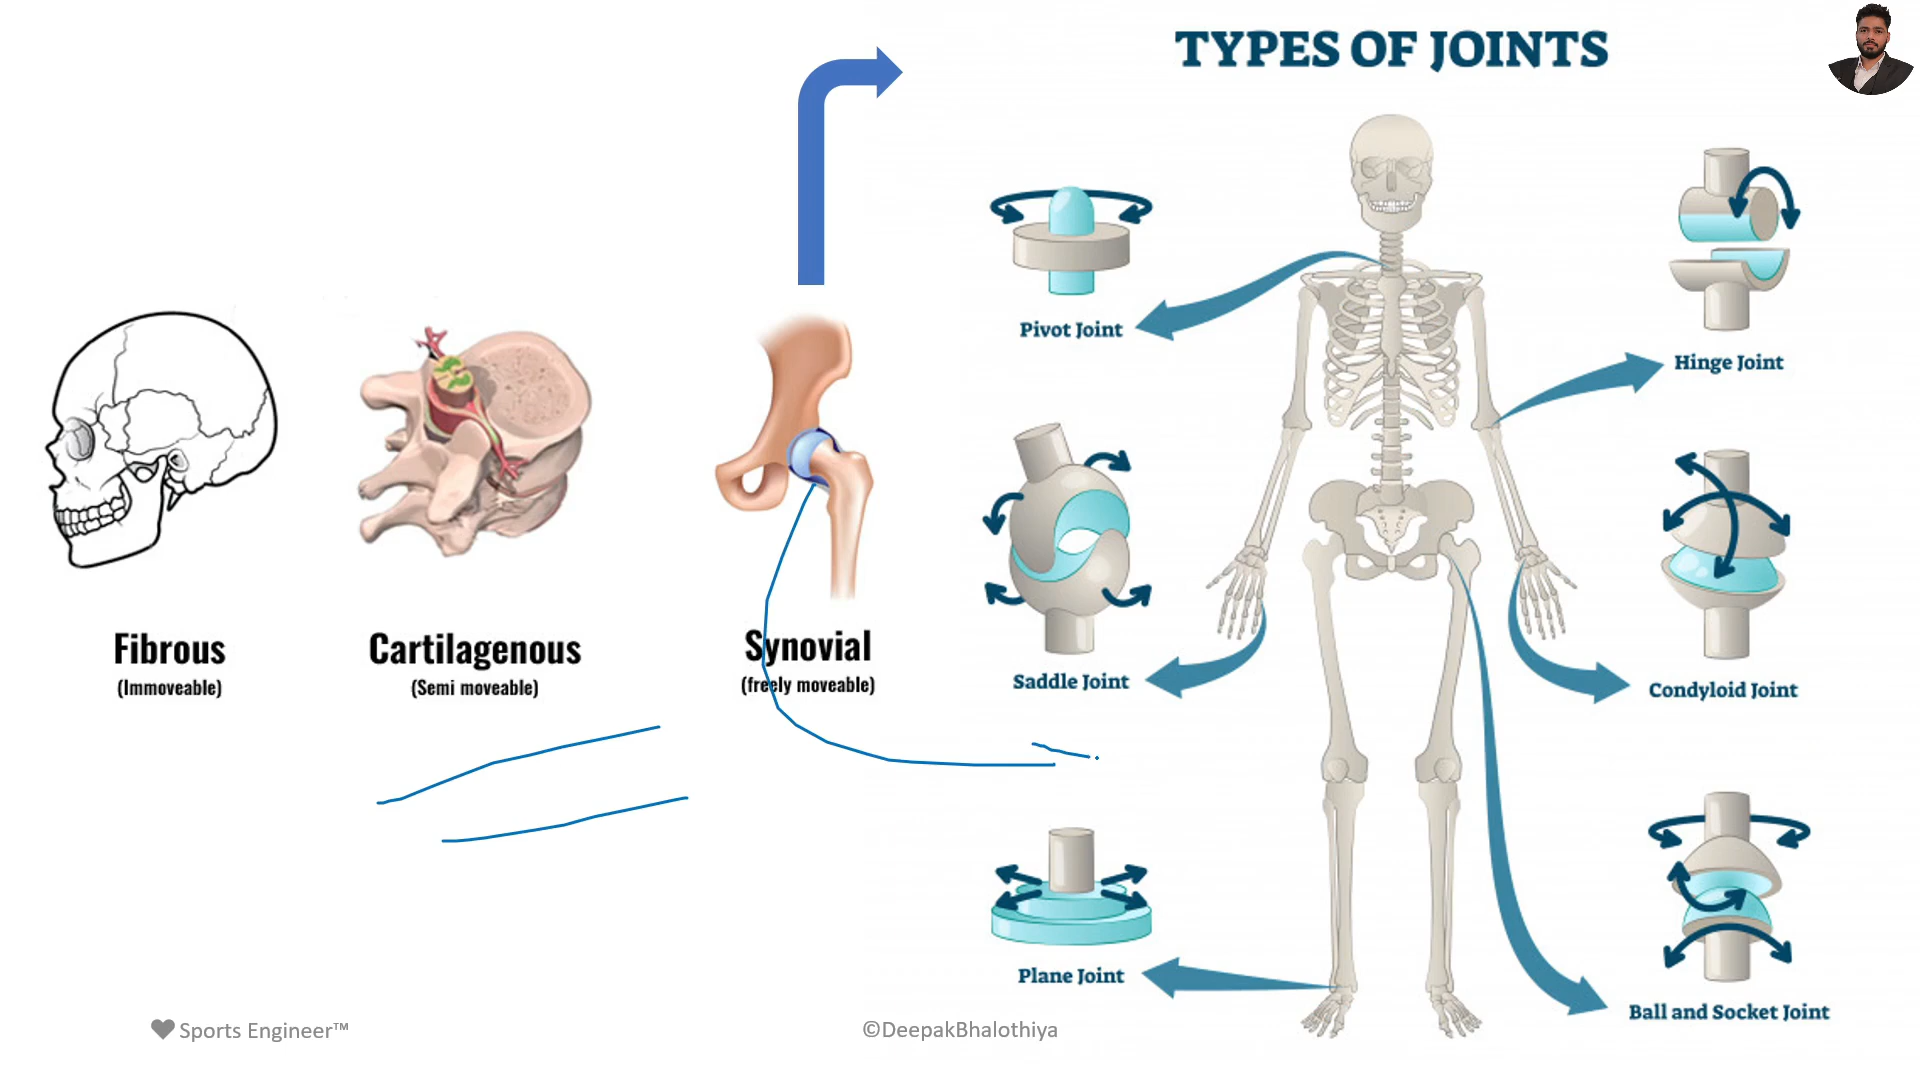 TYPES OF JOINTS
Fibrous
(Immoveable)
Cartilagenous
(Semi moveable)
Synovial
(freely moveable)
Pivot Joint
Hinge Joint
Saddle Joint
Condyloid Joint
Plane Joint
Ball and Socket Joint
Sports Engineer™
©DeepakBhalothiya